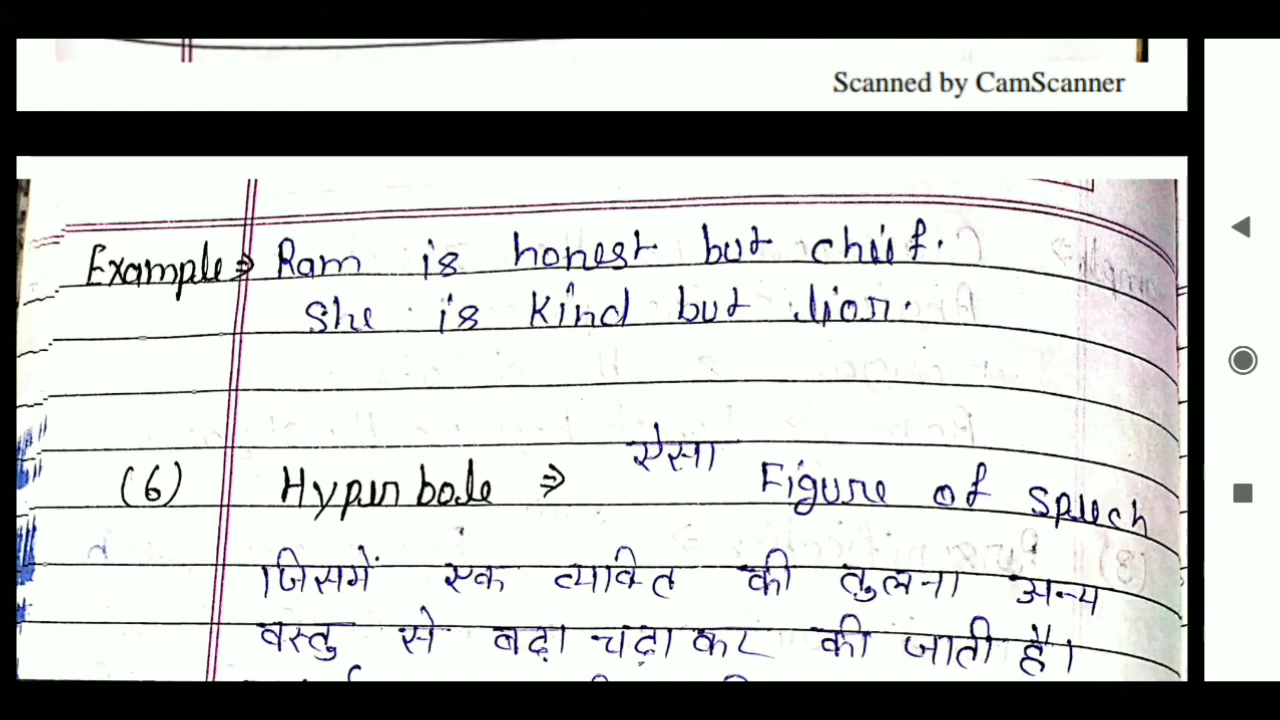 Scanned by CamScanner
Example ⇒ Ram is honest but chief.
She is kind but lion.
ऐसा
(6) Hyperbole ⇒ Figure of speech
जिसमें एक व्यक्ति की तुलना अन्य
वस्तु से बढ़ा चढ़ा कर की जाती है।